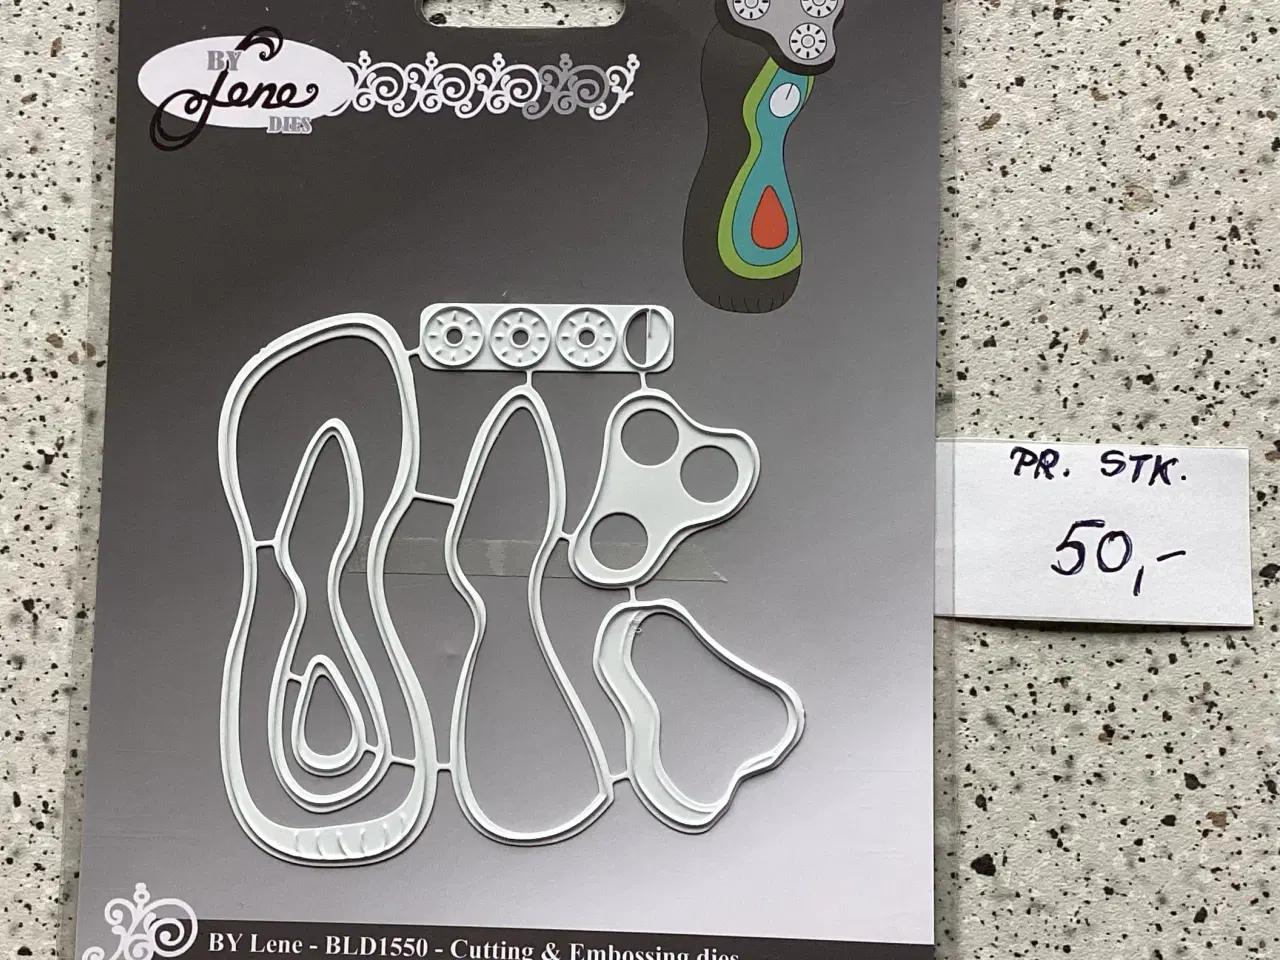 BY
Lene
DIES
PR. STK.
50,-
BY Lene - BLD1550 - Cutting & Embossing dies